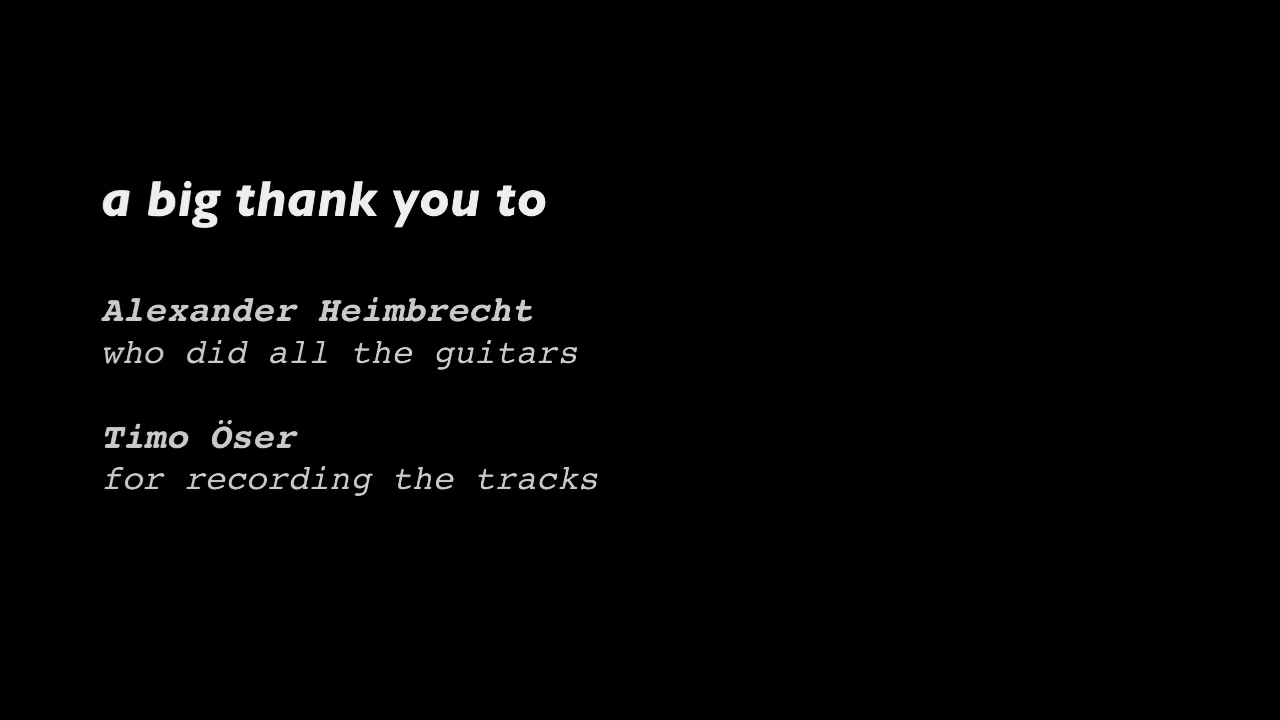 a big thank you to
Alexander Heimbrecht
who did all the guitars
Timo Öser
for recording the tracks